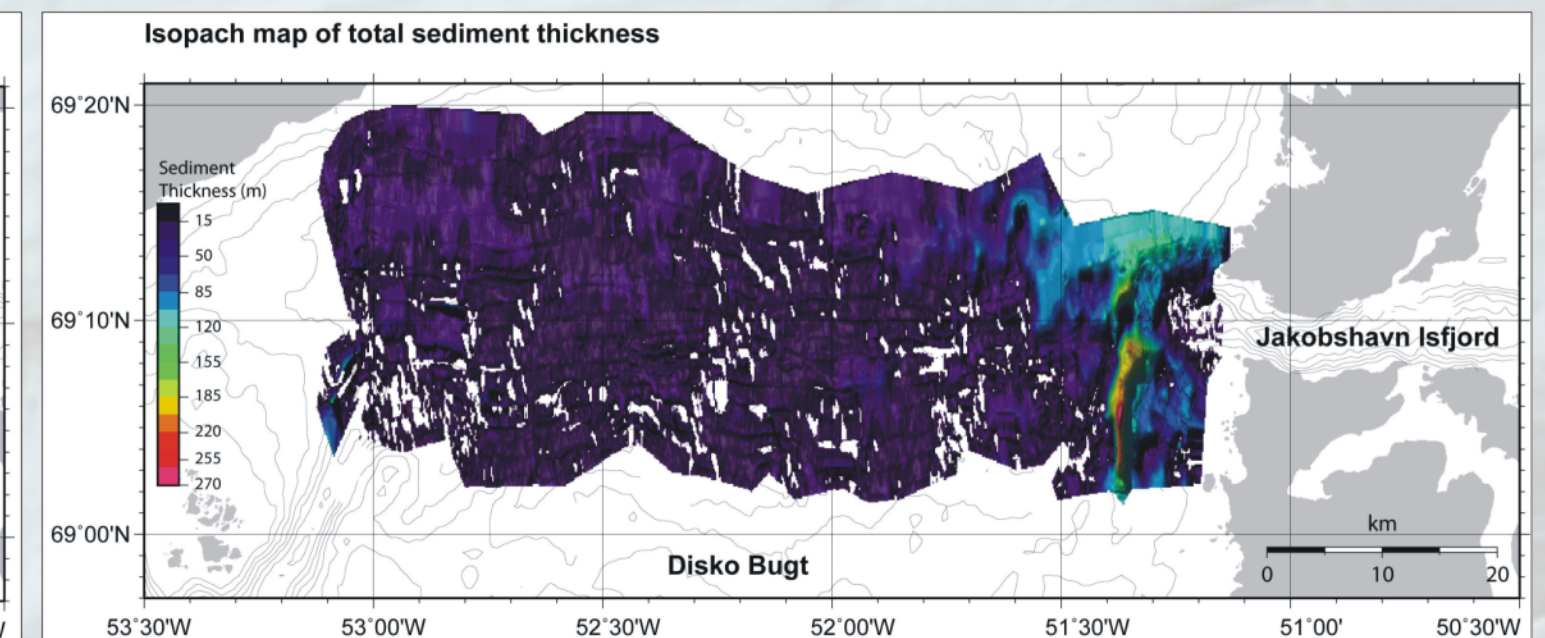 Isopach map of total sediment thickness
69°20'N
Sediment
Thickness (m)
15
50
85
120
155
185
220
255
270
69°10'N
Jakobshavn Isfjord
69°00'N
km
Disko Bugt
0 10 20
W 53°30'W 53°00'W 52°30'W 52°00'W 51°30'W 51°00' 50°30'W